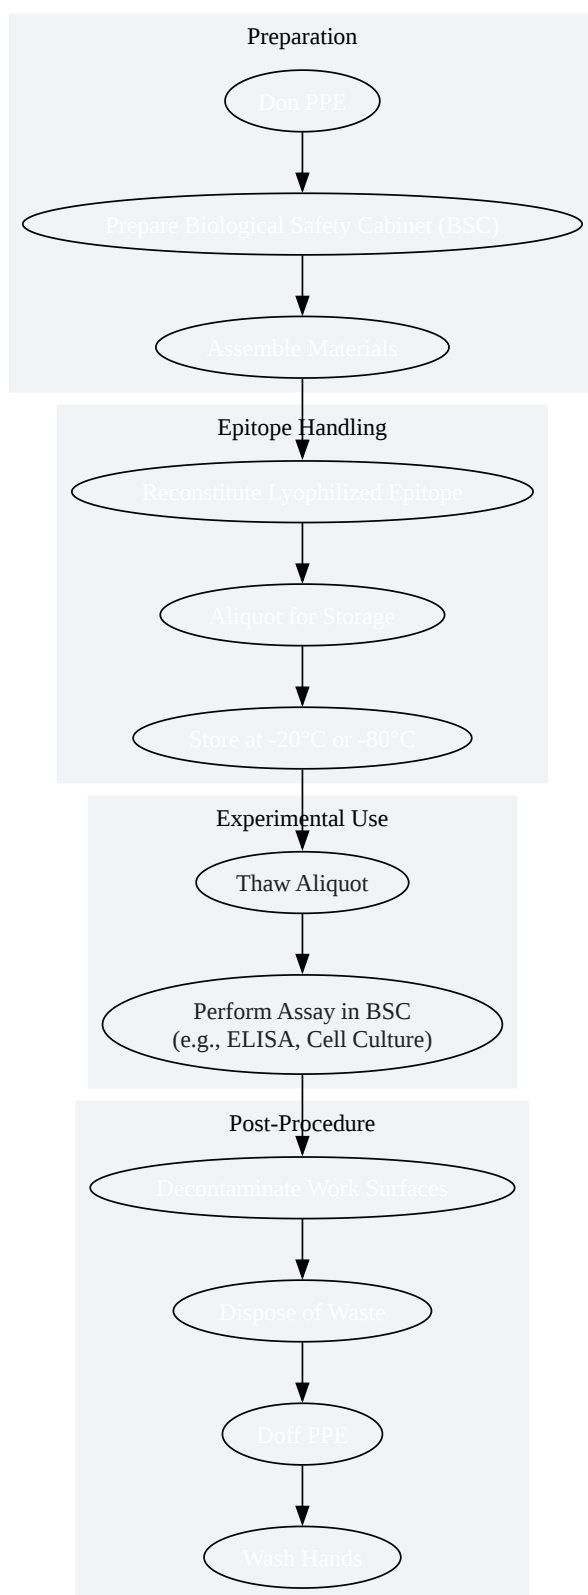 Preparation
Don PPE
Prepare Biological Safety Cabinet (BSC)
Assemble Materials
Epitope Handling
Reconstitute Lyophilized Epitope
Aliquot for Storage
Store at -20°C or -80°C
Experimental Use
Thaw Aliquot
Perform Assay in BSC
(e.g., ELISA, Cell Culture)
Post-Procedure
Decontaminate Work Surfaces
Dispose of Waste
Doff PPE
Wash Hands